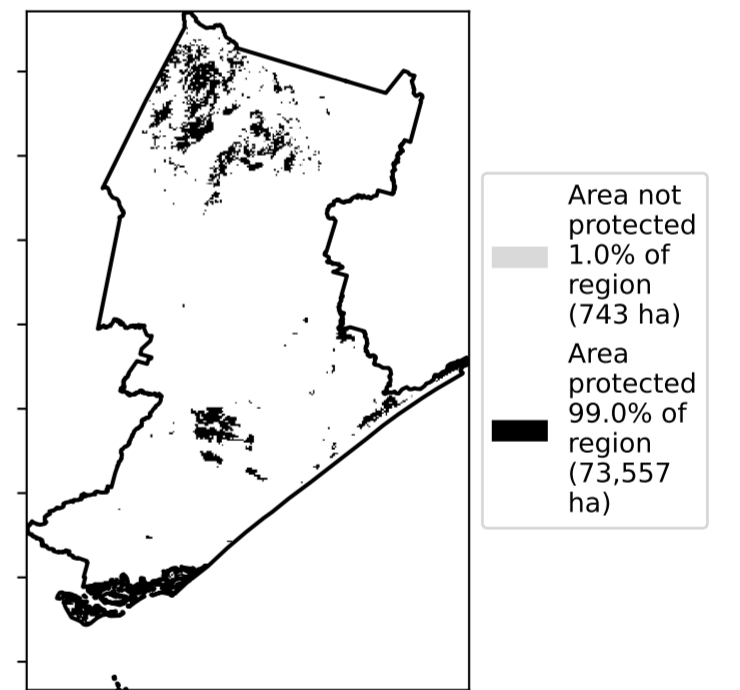 Area not
protected
1.0% of
region
(743 ha)
Area
protected
99.0% of
region
(73,557
ha)